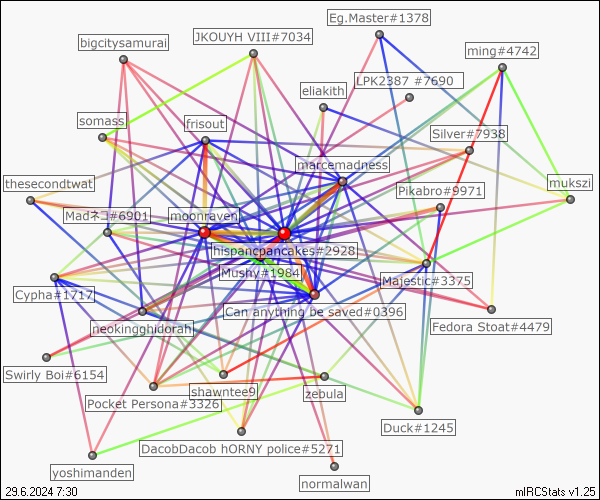 Eg.Master#1378
JKOUYH VIII#7034
bigcitysamurai
ming#4742
LPK2387 #7690
eliakith
somass
frisout
Silver#7938
marcemadness
thesecondtwat
Pikabro#9971
mukszi
Madネコ#6901
moonraven
hispancpancakes#2928
Mushy#1984
Majestic#3375
Cypha#1717
Can anything be saved#0396
neokingghidorah
Fedora Stoat#4479
Swirly Boi#6154
shawntee9
zebula
Pocket Persona#3326
Duck#1245
DacobDacob hORNY police#5271
yoshimanden
normalwan
29.6.2024 7:30
mIRCStats v1.25